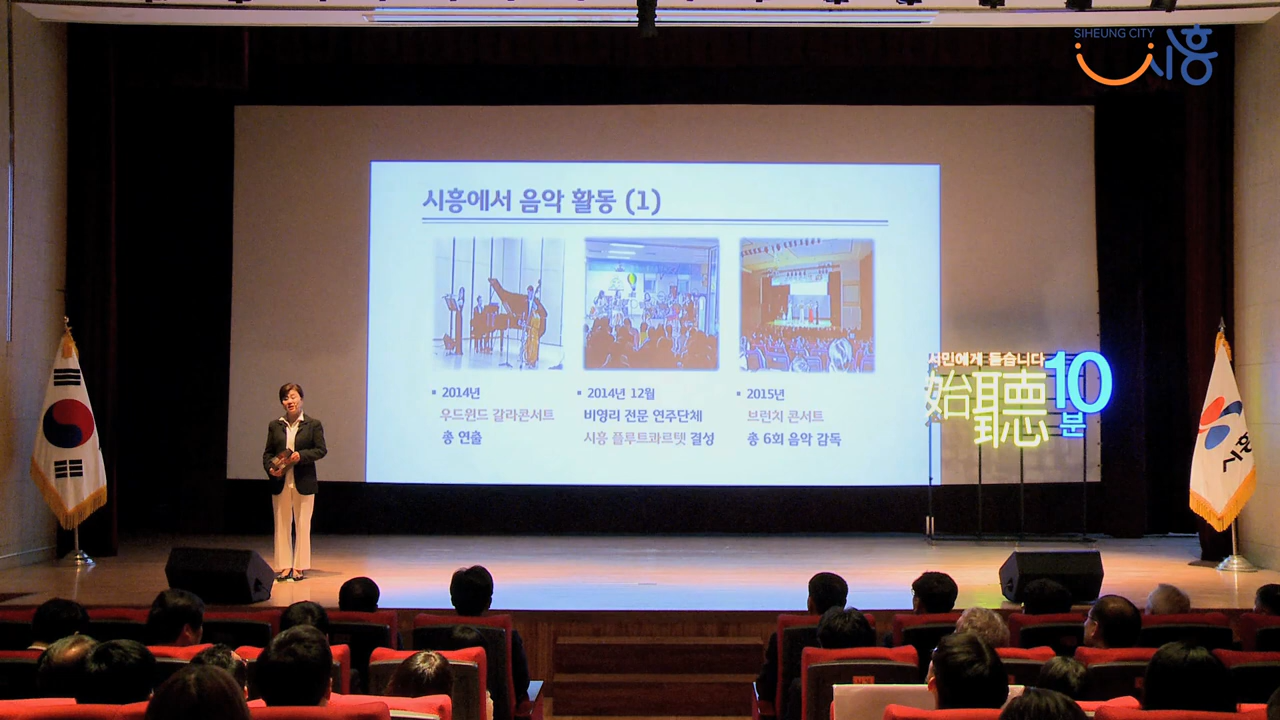 SIHEUNG CITY
시흥
시흥에서 음악 활동 (1)
▪ 2014년
우드윈드 갈라콘서트
총 연출
▪ 2014년 12월
비영리 전문 연주단체
시흥 플루트콰르텟 결성
▪ 2015년
브런치 콘서트
총 6회 음악 감독
시민에게 듣습니다
始聽 10분